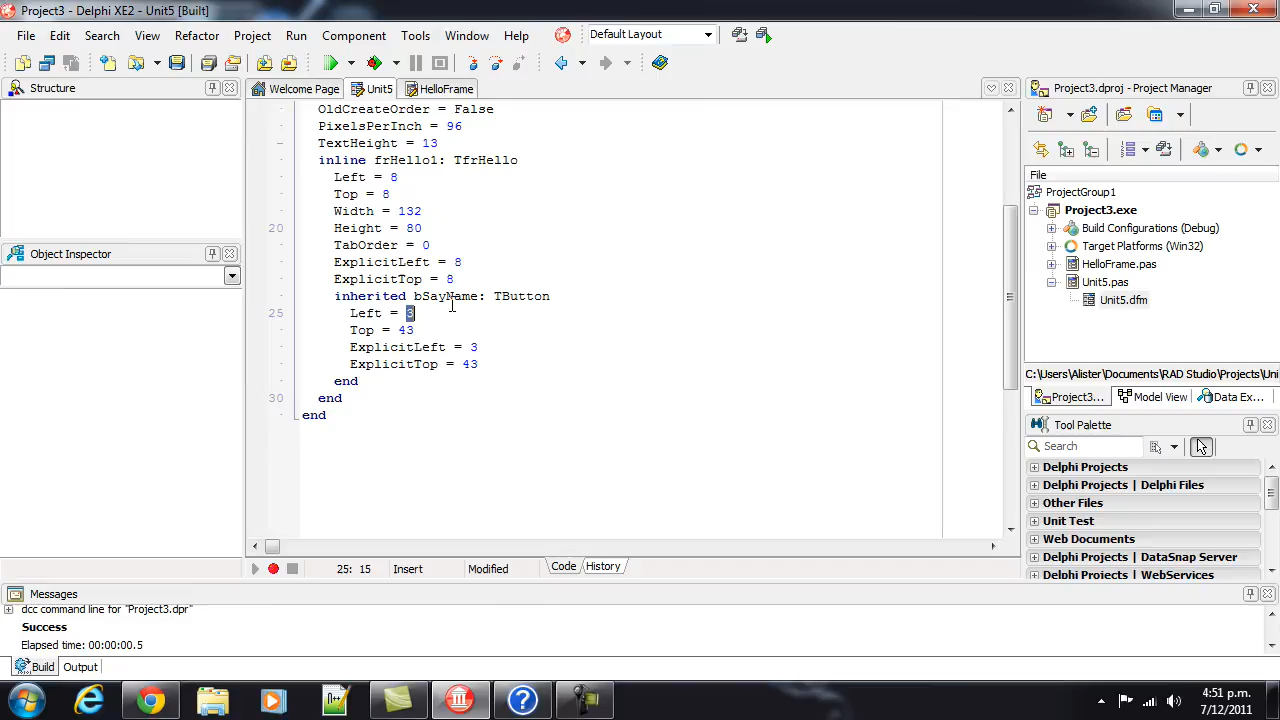 Project3 - Delphi XE2 - Unit5 [Built]
File Edit Search View Refactor Project Run Component Tools Window Help Default Layout
Structure
Welcome Page Unit5 HelloFrame
Project3.dproj - Project Manager
OldCreateOrder = False
PixelsPerInch = 96
TextHeight = 13
inline frHello1: TfrHello
Left = 8
Top = 8
Width = 132
20 Height = 80
TabOrder = 0
ExplicitLeft = 8
ExplicitTop = 8
inherited bSayName: TButton
25 Left = 3
Top = 43
ExplicitLeft = 3
ExplicitTop = 43
end
30 end
end
Object Inspector
File
ProjectGroup1
Project3.exe
Build Configurations (Debug)
Target Platforms (Win32)
HelloFrame.pas
Unit5.pas
Unit5.dfm
C:\Users\Alister\Documents\RAD Studio\Projects\Uni
Project3... Model View Data Ex...
Tool Palette
Search
Delphi Projects
Delphi Projects | Delphi Files
Other Files
Unit Test
Web Documents
Delphi Projects | DataSnap Server
Delphi Projects | WebServices
25: 15 Insert Modified Code History
Messages
dcc command line for "Project3.dpr"
Success
Elapsed time: 00:00:00.5
Build Output
4:51 p.m.
7/12/2011